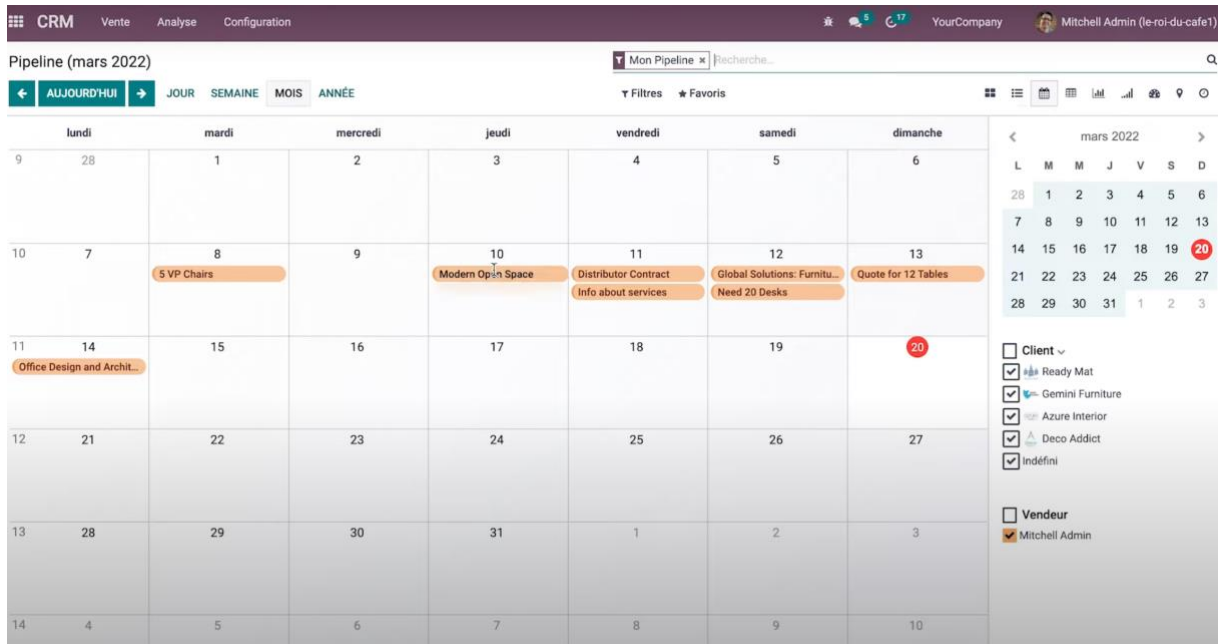 CRM Vente Analyse Configuration 5 17 YourCompany Mitchell Admin (le-roi-du-cafe1)
Pipeline (mars 2022) Mon Pipeline × Recherche...
AUJOURD'HUI JOUR SEMAINE MOIS ANNÉE Filtres Favoris
lundi mardi mercredi jeudi vendredi samedi dimanche
9 28 1 2 3 4 5 6
10 7 8 9 10 11 12 13
5 VP Chairs Modern Open Space Distributor Contract Global Solutions: Furnitu... Quote for 12 Tables
Info about services Need 20 Desks
11 14 15 16 17 18 19 20
Office Design and Archit...
12 21 22 23 24 25 26 27
13 28 29 30 31 1 2 3
14 4 5 6 7 8 9 10
mars 2022
L M M J V S D
28 1 2 3 4 5 6
7 8 9 10 11 12 13
14 15 16 17 18 19 20
21 22 23 24 25 26 27
28 29 30 31 1 2 3
Client
Ready Mat
Gemini Furniture
Azure Interior
Deco Addict
Indéfini
Vendeur
Mitchell Admin